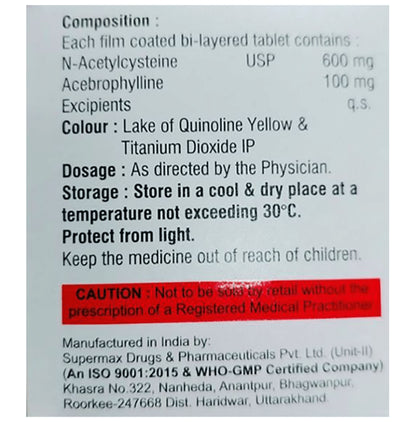 Composition :
Each film coated bi-layered tablet contains :
N-Acetylcysteine USP 600 mg
Acebrophylline 100 mg
Excipients q.s.
Colour : Lake of Quinoline Yellow &
Titanium Dioxide IP
Dosage : As directed by the Physician.
Storage : Store in a cool & dry place at a
temperature not exceeding 30°C.
Protect from light.
Keep the medicine out of reach of children.
CAUTION : Not to be sold by retail without the
prescription of a Registered Medical Practitioner
Manufactured in India by:
Supermax Drugs & Pharmaceuticals Pvt. Ltd. (Unit-II)
(An ISO 9001:2015 & WHO-GMP Certified Company)
Khasra No.322, Nanheda, Anantpur, Bhagwanpur,
Roorkee-247668 Dist. Haridwar, Uttarakhand.